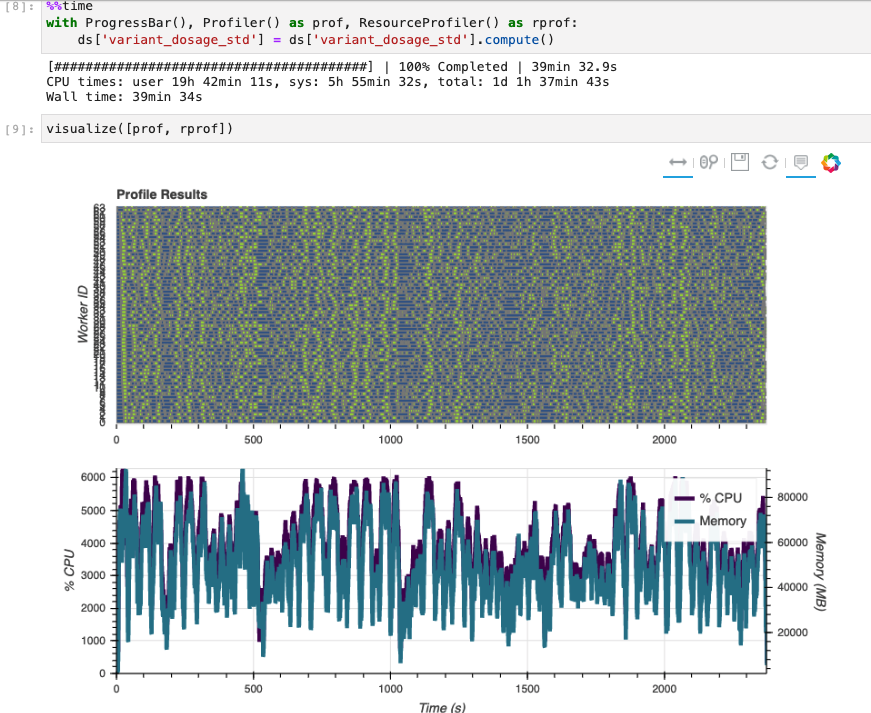 [8]: %%time
with ProgressBar(), Profiler() as prof, ResourceProfiler() as rprof:
    ds['variant_dosage_std'] = ds['variant_dosage_std'].compute()
[########################################] | 100% Completed | 39min 32.9s
CPU times: user 19h 42min 11s, sys: 5h 55min 32s, total: 1d 1h 37min 43s
Wall time: 39min 34s
[9]: visualize([prof, rprof])
Profile Results
Worker ID
63
0
0 500 1000 1500 2000
% CPU
6000
5000
4000
3000
2000
1000
0
% CPU
Memory
80000
60000
40000
20000
Memory (MB)
0 500 1000 1500 2000
Time (s)